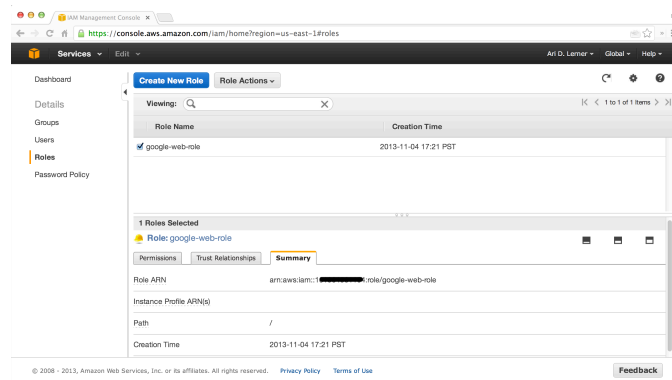 IAM Management Console
https://console.aws.amazon.com/iam/home?region=us-east-1#roles
Services Edit Ari D. Lerner Global Help
Dashboard
Details
Groups
Users
Roles
Password Policy
Create New Role Role Actions
Viewing: 1 to 1 of 1 Items
Role Name Creation Time
google-web-role 2013-11-04 17:21 PST
1 Roles Selected
Role: google-web-role
Permissions Trust Relationships Summary
Role ARN arn:aws:iam::1 :role/google-web-role
Instance Profile ARN(s)
Path /
Creation Time 2013-11-04 17:21 PST
© 2008 - 2013, Amazon Web Services, Inc. or its affiliates. All rights reserved. Privacy Policy Terms of Use Feedback